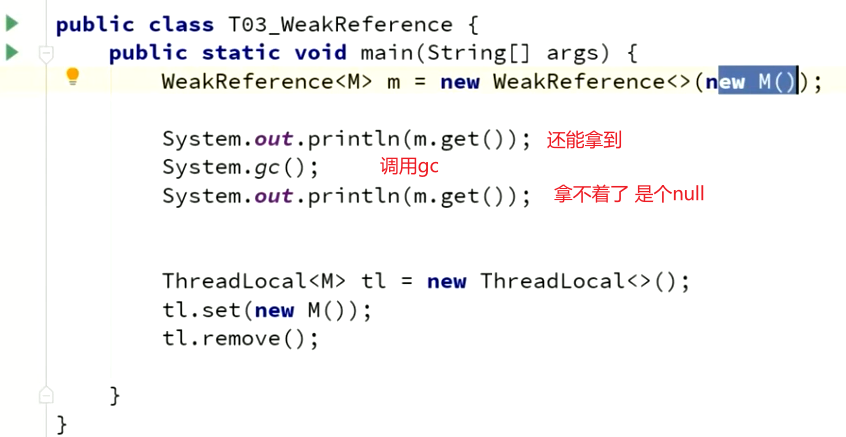 public class T03_WeakReference {
public static void main(String[] args) {
WeakReference<M> m = new WeakReference<>(new M());
System.out.println(m.get()); 还能拿到
System.gc(); 调用gc
System.out.println(m.get()); 拿不着了 是个null
ThreadLocal<M> tl = new ThreadLocal<>();
tl.set(new M());
tl.remove();
}
}